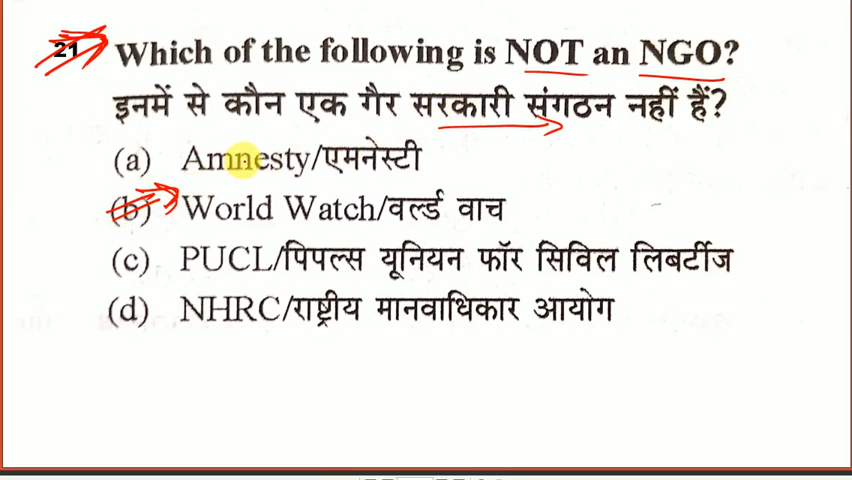 21 Which of the following is NOT an NGO?
इनमें से कौन एक गैर सरकारी संगठन नहीं हैं?
(a) Amnesty/एमनेस्टी
(b) World Watch/वर्ल्ड वाच
(c) PUCL/पिपल्स यूनियन फॉर सिविल लिबर्टीज
(d) NHRC/राष्ट्रीय मानवाधिकार आयोग